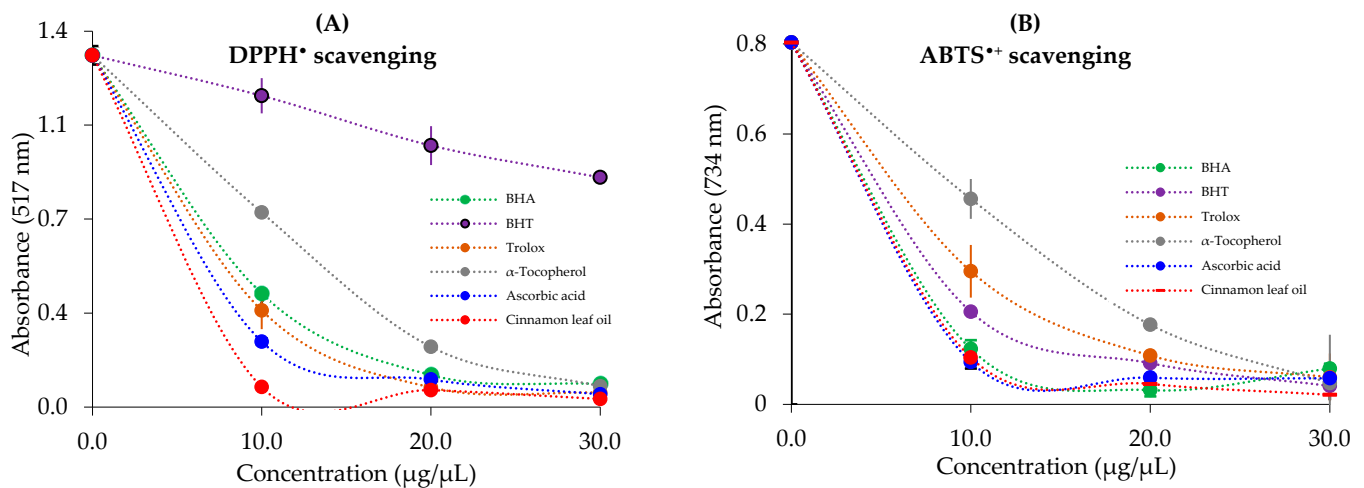 (A)
DPPH• scavenging
Absorbance (517 nm)
1.4
1.1
0.7
0.4
0.0
0.0
10.0
20.0
30.0
Concentration (µg/µL)
BHA
BHT
Trolox
α-Tocopherol
Ascorbic acid
Cinnamon leaf oil
(B)
ABTS•+ scavenging
Absorbance (734 nm)
0.8
0.6
0.4
0.2
0
0.0
10.0
20.0
30.0
Concentration (µg/µL)
BHA
BHT
Trolox
α-Tocopherol
Ascorbic acid
Cinnamon leaf oil